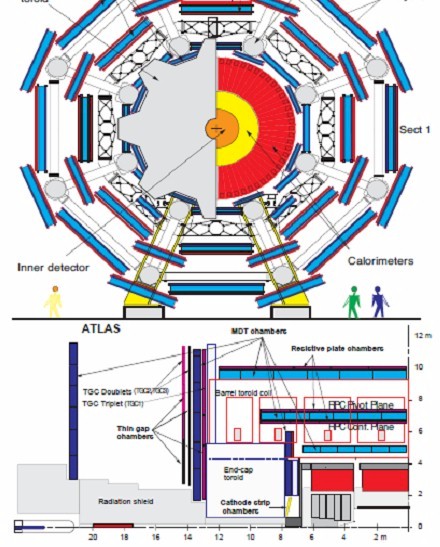 toroid
Sect 1
Inner detector
Calorimeters
ATLAS
MDT chambers
12 m
Resistive plate chambers
10
TGC Doublets (TGC2/TGC3)
TGC Triplet (TGC1)
Barrel toroid coil
8
RPC Pivot Plane
Thin gap
chambers
RPC Conf. Plane
6
End-cap
toroid
4
Radiation shield
Cathode strip
chambers
2
0
20 18 16 14 12 10 8 6 4 2 m